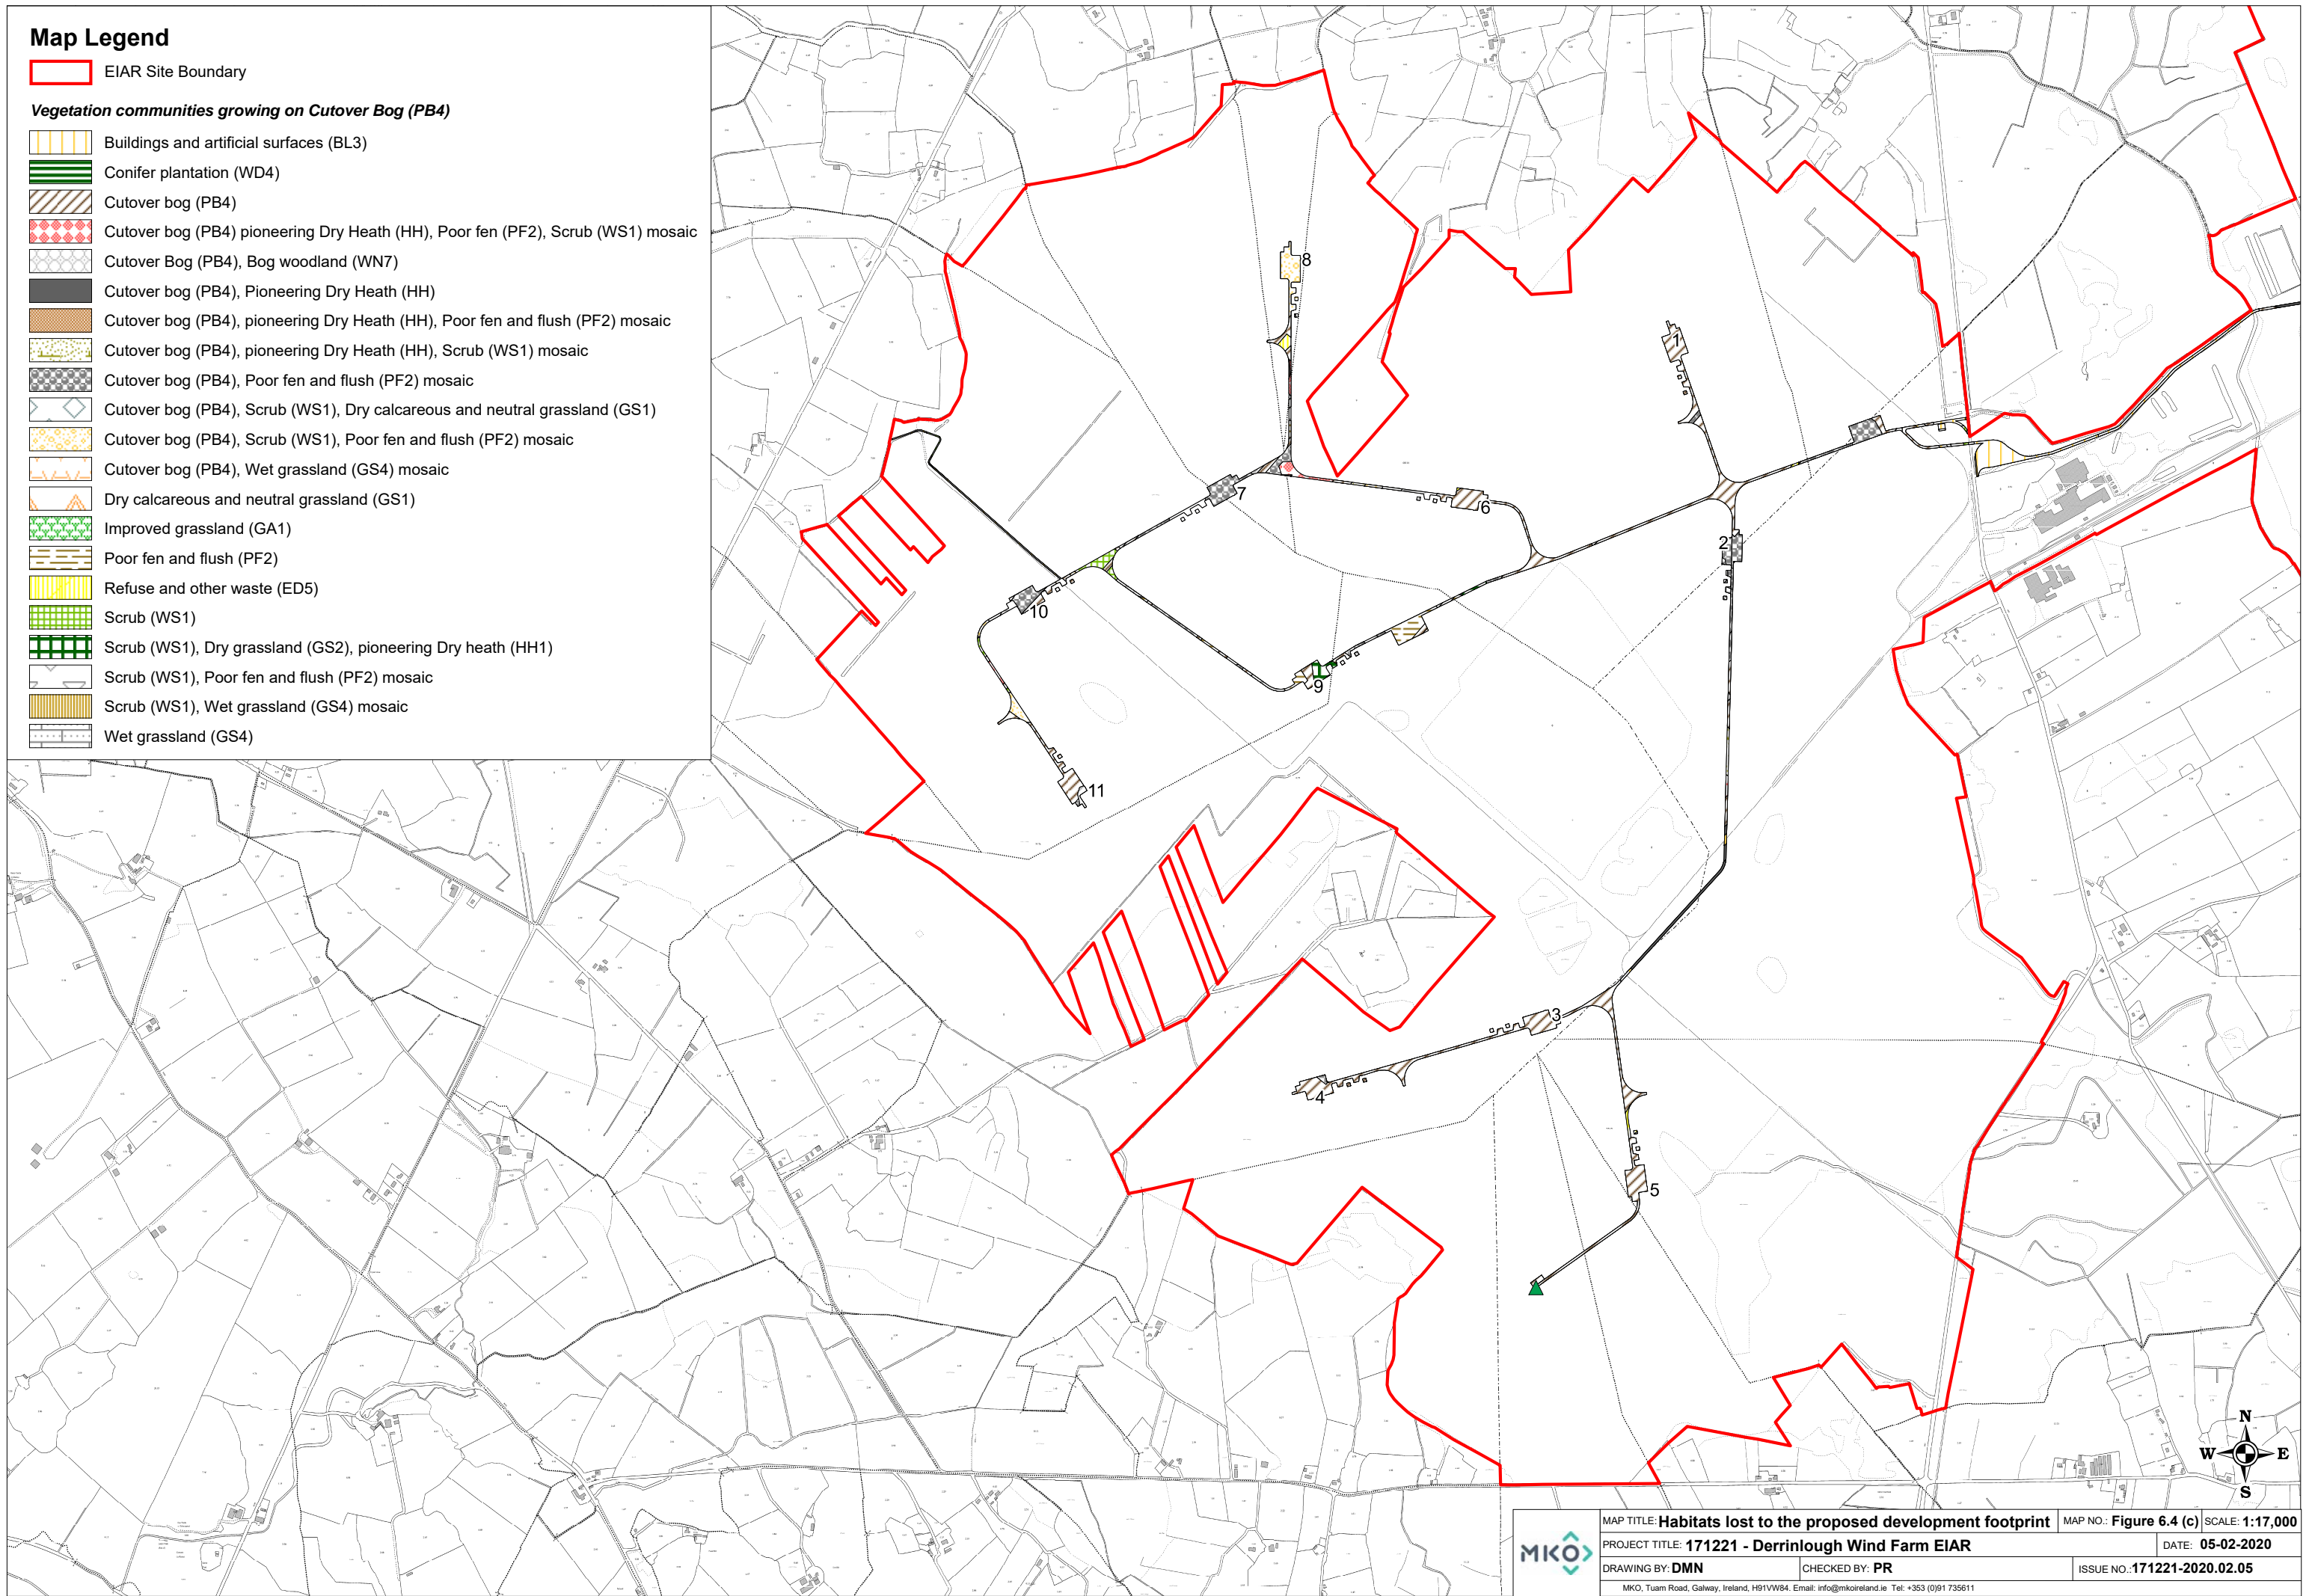 Map Legend
EIAR Site Boundary
Vegetation communities growing on Cutover Bog (PB4)
Buildings and artificial surfaces (BL3)
Conifer plantation (WD4)
Cutover bog (PB4)
Cutover bog (PB4) pioneering Dry Heath (HH), Poor fen (PF2), Scrub (WS1) mosaic
Cutover Bog (PB4), Bog woodland (WN7)
Cutover bog (PB4), Pioneering Dry Heath (HH)
Cutover bog (PB4), pioneering Dry Heath (HH), Poor fen and flush (PF2) mosaic
Cutover bog (PB4), pioneering Dry Heath (HH), Scrub (WS1) mosaic
Cutover bog (PB4), Poor fen and flush (PF2) mosaic
Cutover bog (PB4), Scrub (WS1), Dry calcareous and neutral grassland (GS1)
Cutover bog (PB4), Scrub (WS1), Poor fen and flush (PF2) mosaic
Cutover bog (PB4), Wet grassland (GS4) mosaic
Dry calcareous and neutral grassland (GS1)
Improved grassland (GA1)
Poor fen and flush (PF2)
Refuse and other waste (ED5)
Scrub (WS1)
Scrub (WS1), Dry grassland (GS2), pioneering Dry heath (HH1)
Scrub (WS1), Poor fen and flush (PF2) mosaic
Scrub (WS1), Wet grassland (GS4) mosaic
Wet grassland (GS4)
8
1
7
6
2
10
9
11
3
4
5
N
W E
S
MKO
MAP TITLE: Habitats lost to the proposed development footprint MAP NO.: Figure 6.4 (c) SCALE: 1:17,000
PROJECT TITLE: 171221 - Derrinlough Wind Farm EIAR DATE: 05-02-2020
DRAWING BY: DMN CHECKED BY: PR ISSUE NO.:171221-2020.02.05
MKO, Tuam Road, Galway, Ireland, H91VW84. Email: info@mkoireland.ie Tel: +353 (0)91 735611